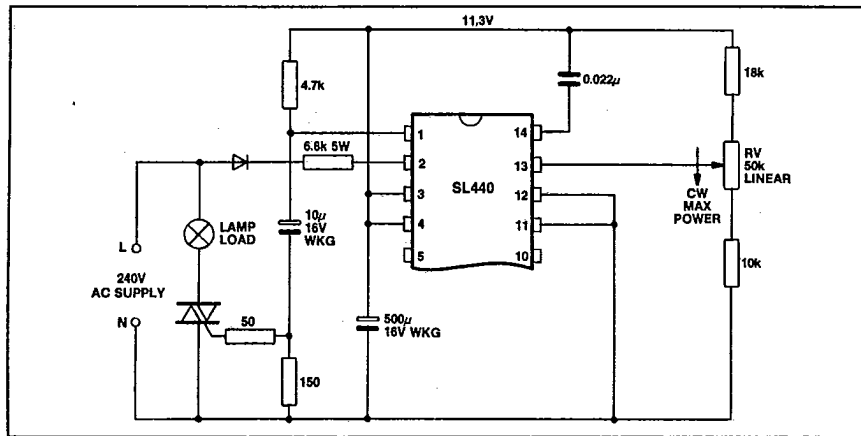 11,3V
4.7k
0.022μ
18k
1
14
6.8k 5W
2
13
RV
50k
LINEAR
SL440
3
12
CW
MAX
POWER
10μ
16V
WKG
LAMP
LOAD
4
11
L
5
10
10k
240V
AC SUPPLY
N
50
500μ
16V WKG
150